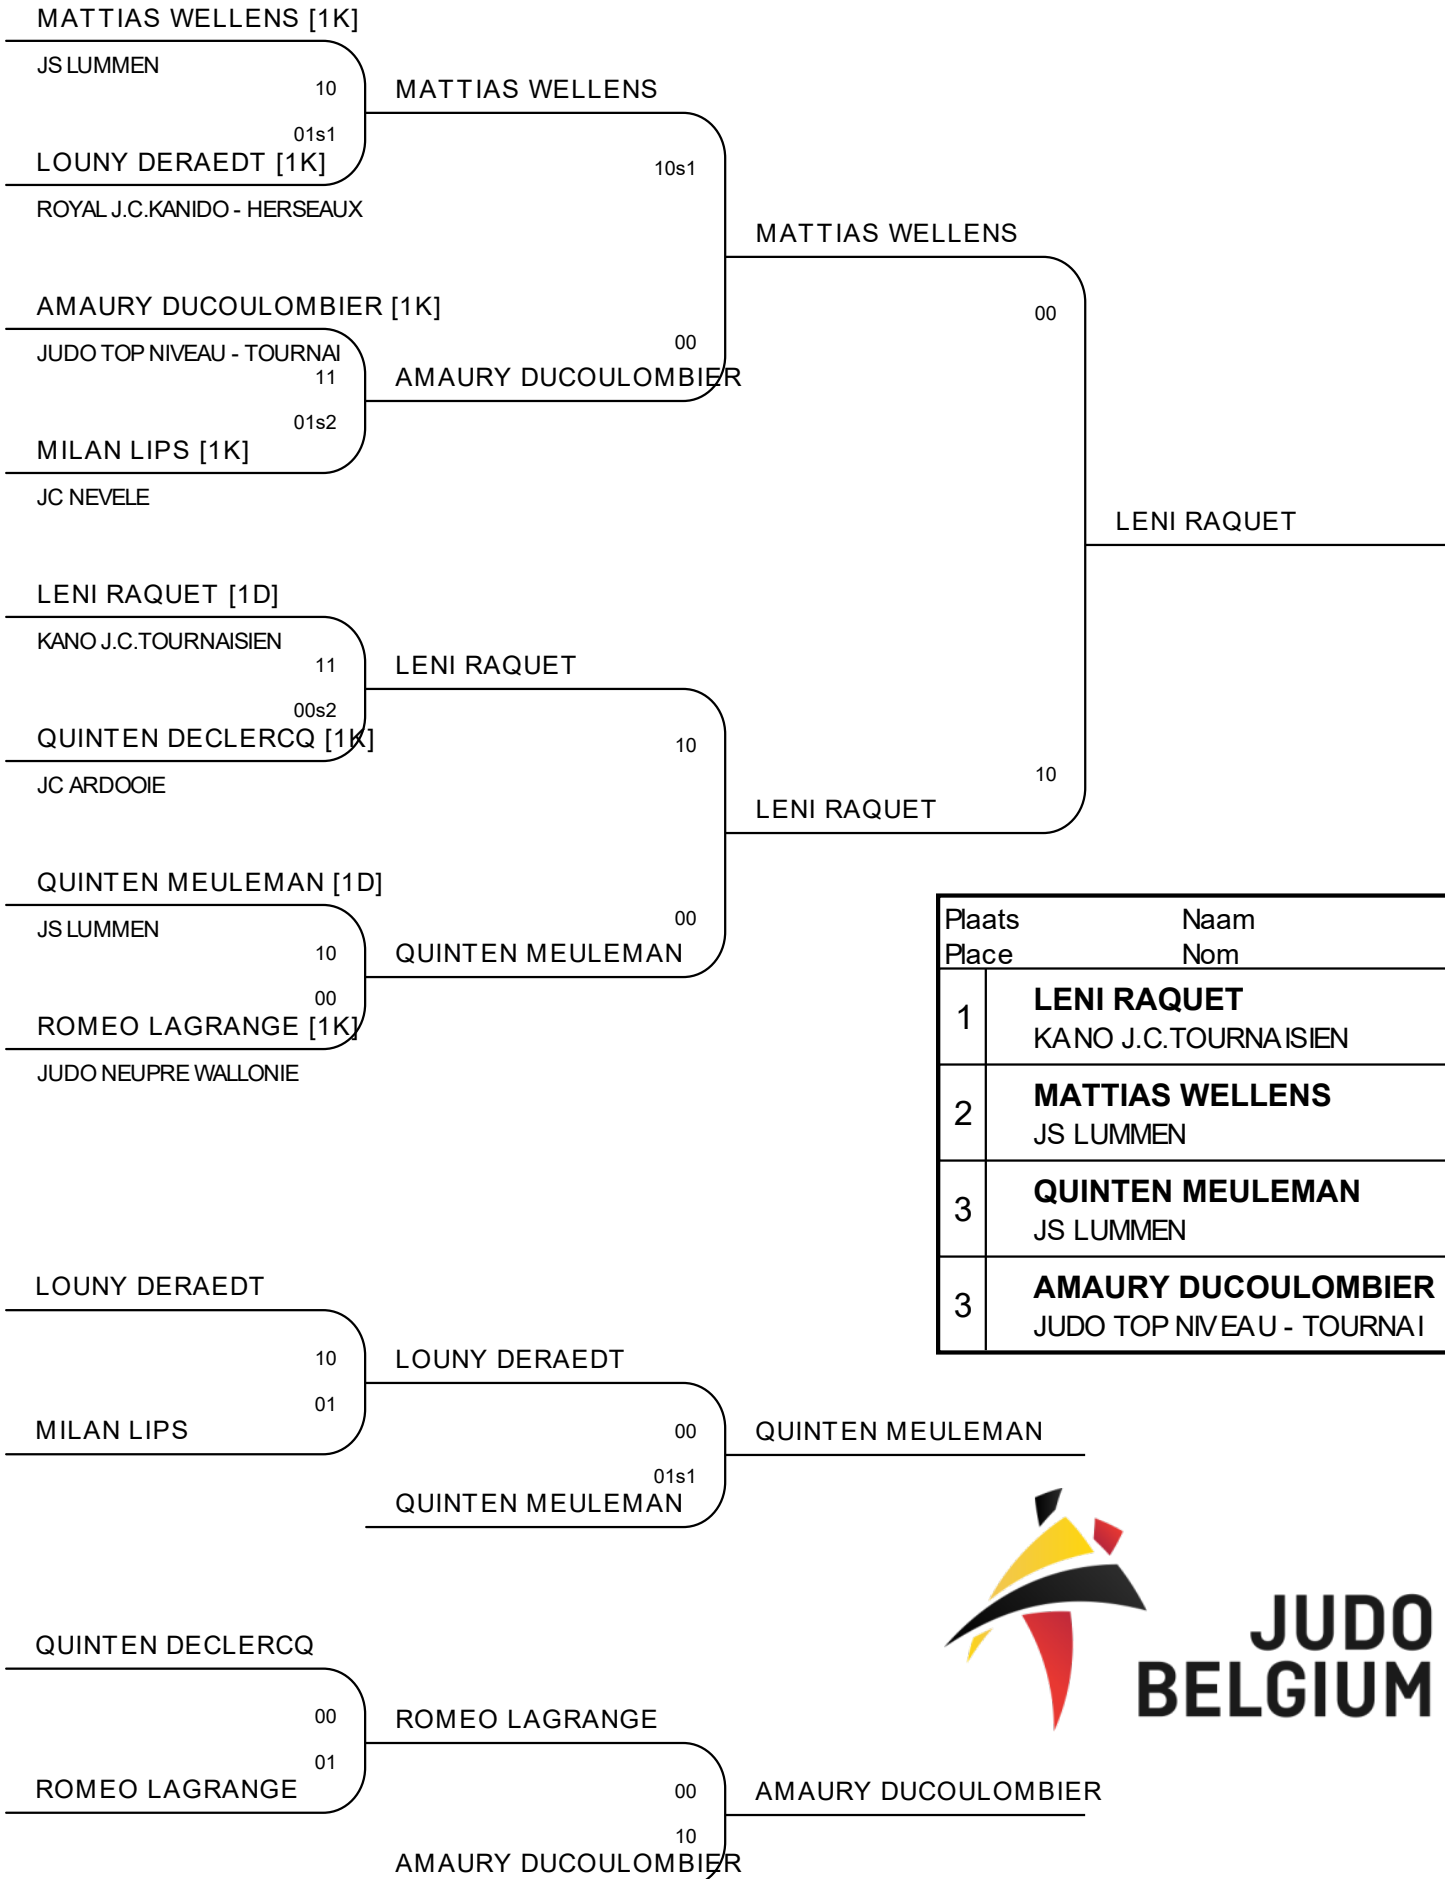 MATTIAS WELLENS [1K]
JS LUMMEN
10
MATTIAS WELLENS
01s1
LOUNY DERAEDT [1K]
10s1
ROYAL J.C.KANIDO - HERSEAUX
MATTIAS WELLENS
AMAURY DUCOULOMBIER [1K]
00
JUDO TOP NIVEAU - TOURNAI
00
11
AMAURY DUCOULOMBIER
01s2
MILAN LIPS [1K]
JC NEVELE
LENI RAQUET
LENI RAQUET [1D]
KANO J.C.TOURNAISIEN
11
LENI RAQUET
00s2
QUINTEN DECLERCQ [1K]
10
JC ARDOOIE
10
LENI RAQUET
QUINTEN MEULEMAN [1D]
JS LUMMEN
00
10
QUINTEN MEULEMAN
00
ROMEO LAGRANGE [1K]
JUDO NEUPRE WALLONIE
Plaats Naam
Place Nom
1 LENI RAQUET
KANO J.C.TOURNAISIEN
2 MATTIAS WELLENS
JS LUMMEN
3 QUINTEN MEULEMAN
JS LUMMEN
3 AMAURY DUCOULOMBIER
JUDO TOP NIVEAU - TOURNAI
LOUNY DERAEDT
10
LOUNY DERAEDT
01
MILAN LIPS
00
QUINTEN MEULEMAN
01s1
QUINTEN MEULEMAN
JUDO
BELGIUM
QUINTEN DECLERCQ
00
ROMEO LAGRANGE
01
ROMEO LAGRANGE
00
AMAURY DUCOULOMBIER
10
AMAURY DUCOULOMBIER